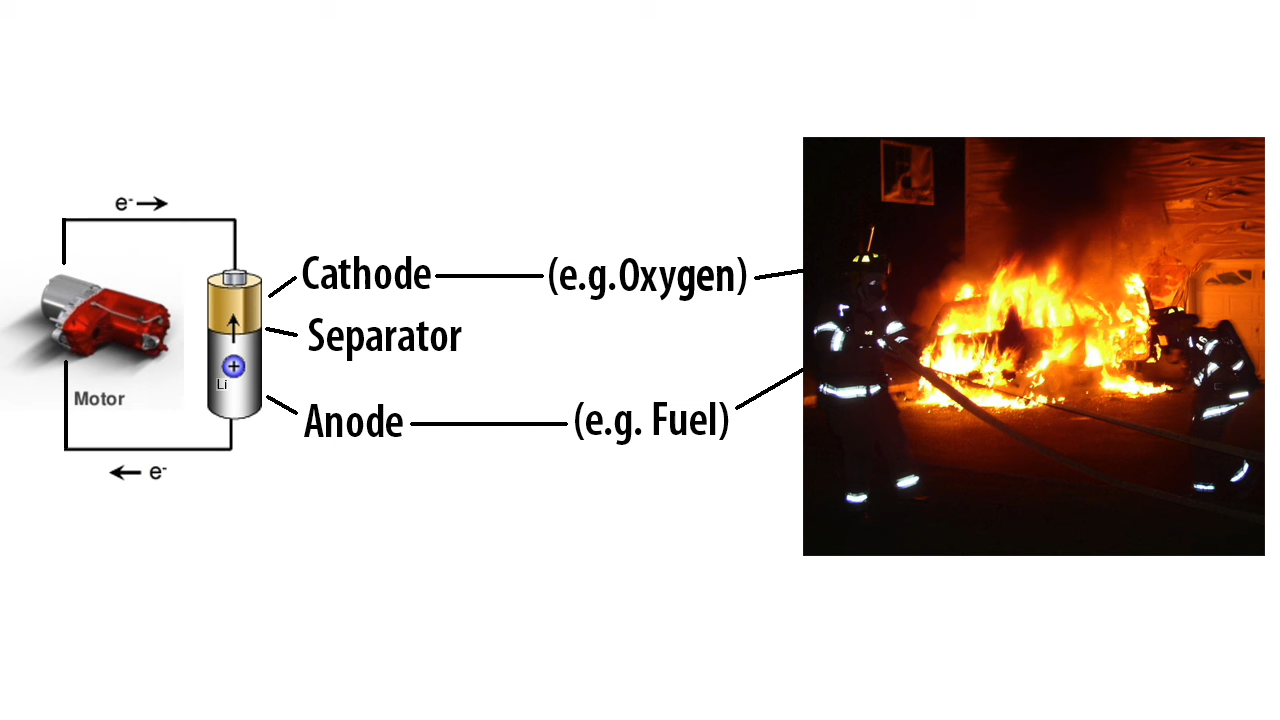 e- →
Cathode
(e.g.Oxygen)
Separator
+
Li
Motor
Anode
(e.g. Fuel)
← e-